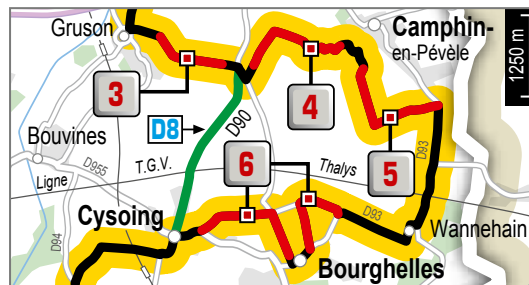 Gruson
Camphin-
en-Pévèle
1250 m
3
4
D8
D90
Bouvines
6
5
D93
D955
T.G.V.
Thalys
Ligne
Cysoing
D93
Wannehain
D94
Bourghelles